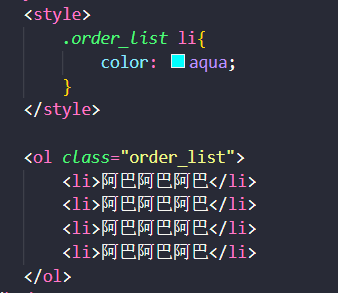 <style>
.order_list li{
color: aqua;
}
</style>
<ol class="order_list">
<li>阿巴阿巴阿巴</li>
<li>阿巴阿巴阿巴</li>
<li>阿巴阿巴阿巴</li>
<li>阿巴阿巴阿巴</li>
</ol>